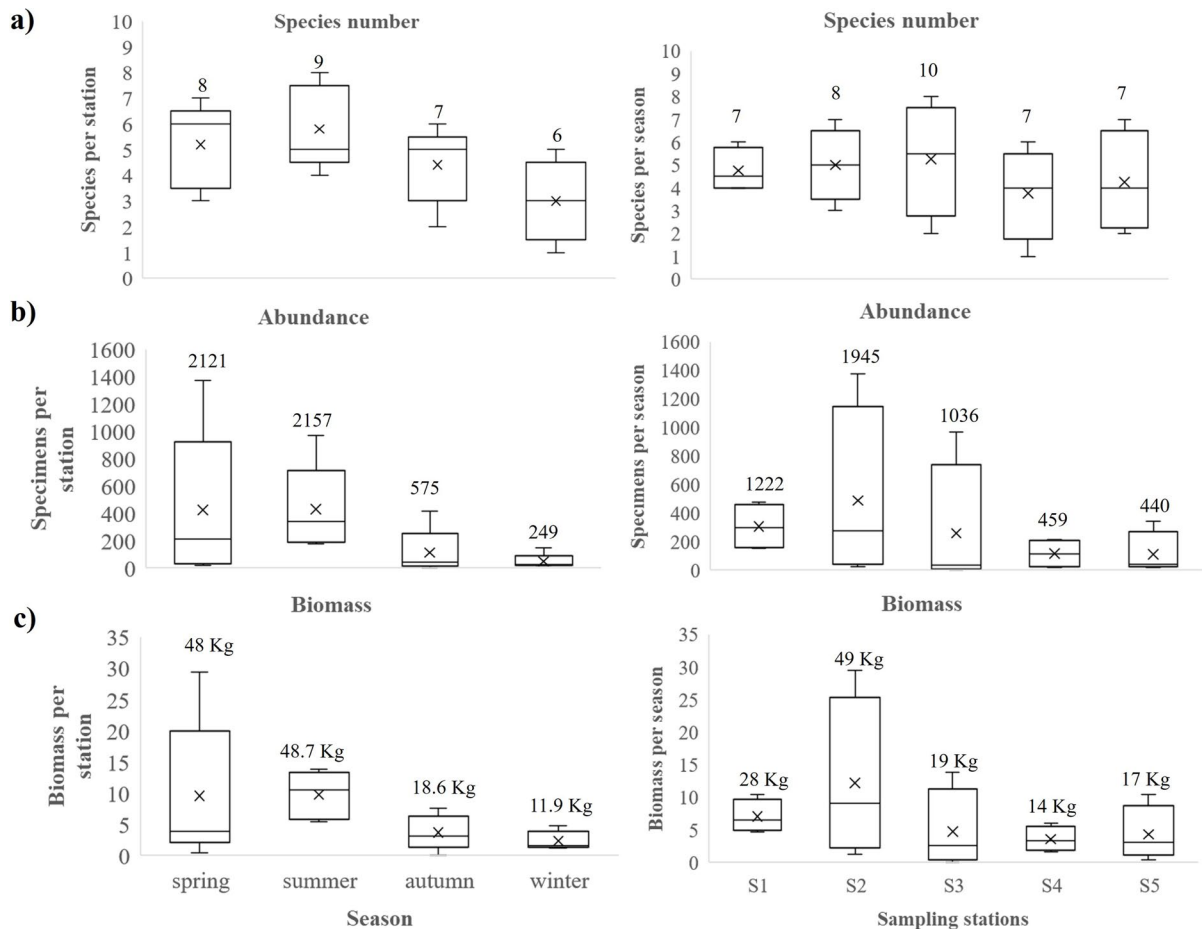 a)
Species number
Species per station
10
9
8
7
6
5
4
3
2
1
0
8
9
7
6
Species number
Species per season
10
9
8
7
6
5
4
3
2
1
0
7
8
10
7
7
b)
Abundance
Specimens per
station
1600
1400
1200
1000
800
600
400
200
0
2121
2157
575
249
Abundance
Specimens per season
1600
1400
1200
1000
800
600
400
200
0
1222
1945
1036
459
440
c)
Biomass
Biomass per
station
35
30
25
20
15
10
5
0
48 Kg
48.7 Kg
18.6 Kg
11.9 Kg
spring summer autumn winter
Season
Biomass
Biomass per season
35
30
25
20
15
10
5
0
28 Kg
49 Kg
19 Kg
14 Kg
17 Kg
S1 S2 S3 S4 S5
Sampling stations